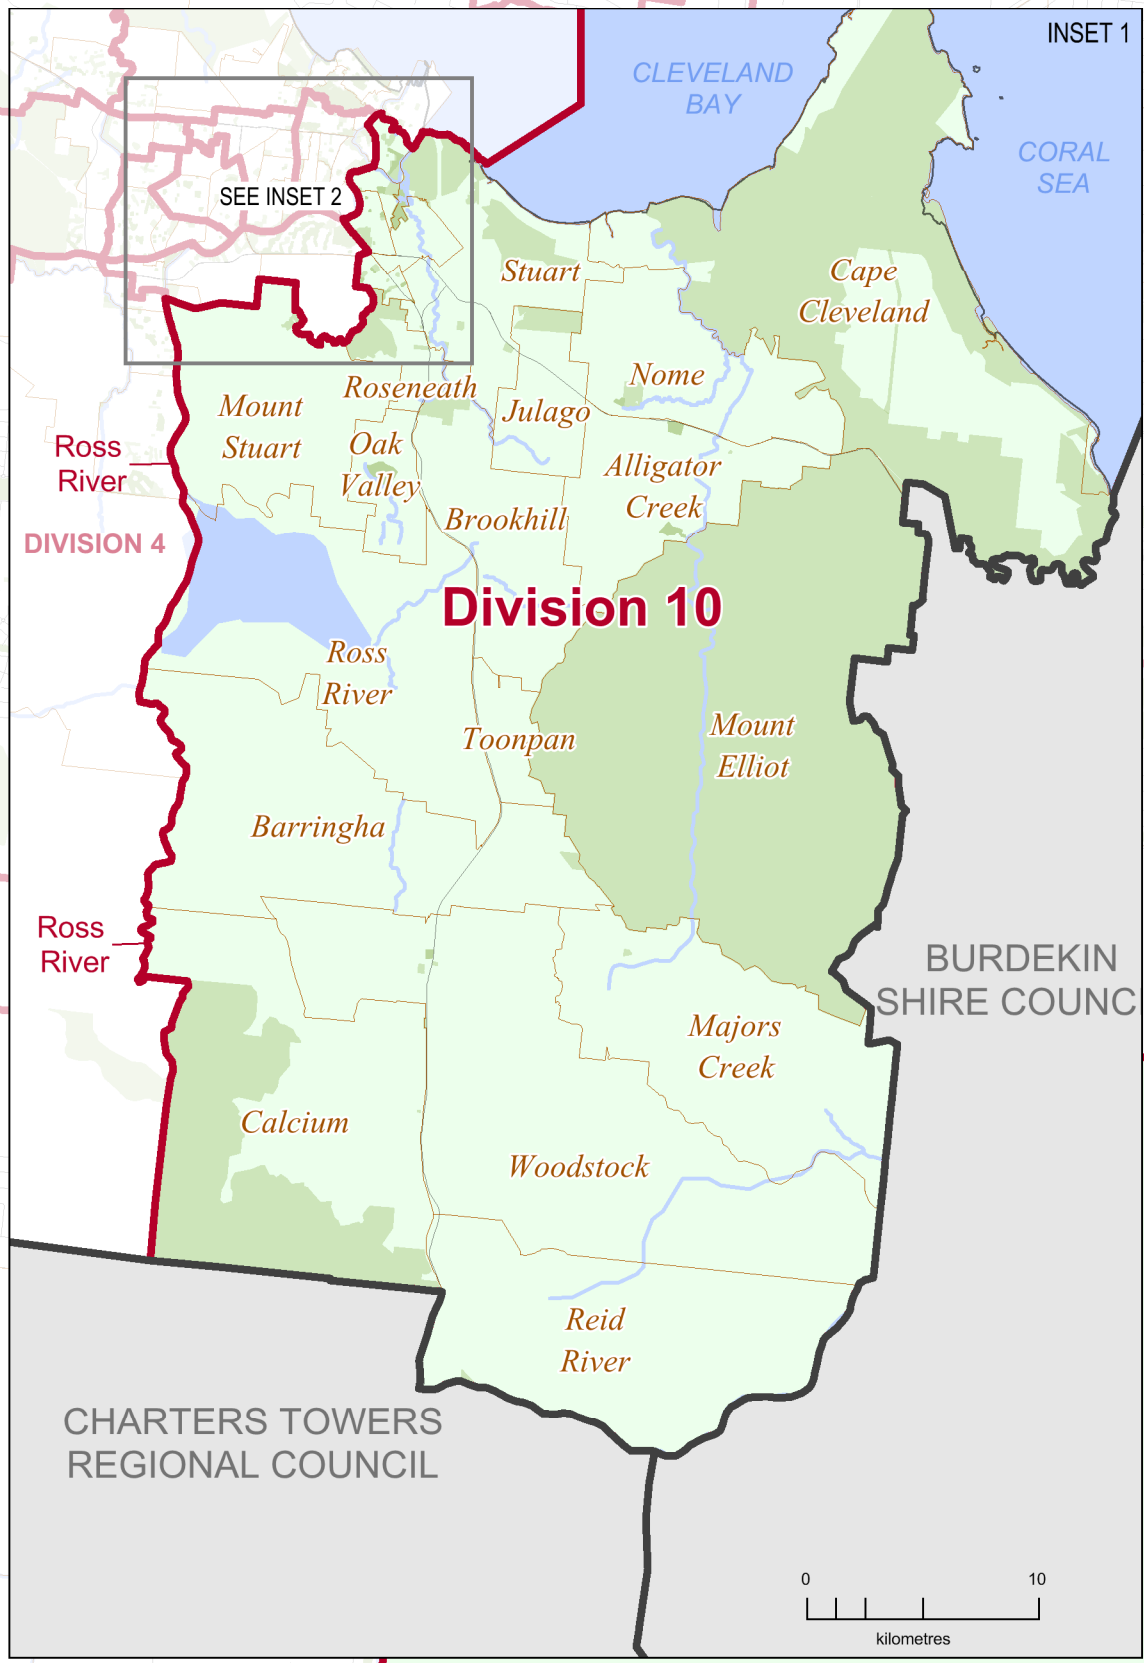 INSET 1
CLEVELAND
BAY
CORAL
SEA
SEE INSET 2
Stuart
Cape
Cleveland
Nome
Roseneath
Mount
Stuart
Julago
Ross
River
Oak
Valley
Alligator
Creek
Brookhill
DIVISION 4
Division 10
Ross
River
Mount
Elliot
Toonpan
Barringha
Ross
River
BURDEKIN
SHIRE COUNC
Majors
Creek
Calcium
Woodstock
Reid
River
CHARTERS TOWERS
REGIONAL COUNCIL
0 10
kilometres